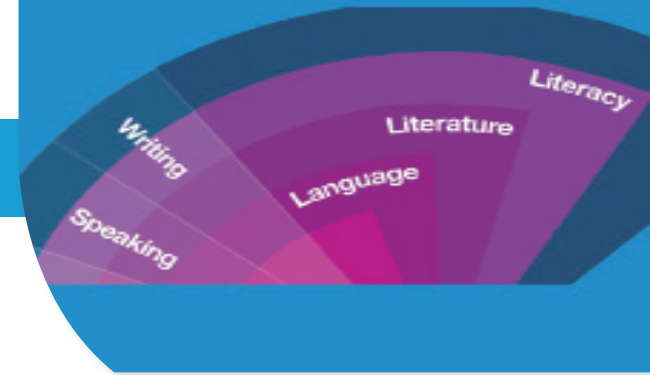 Literacy
Literature
Language
Writing
Speaking